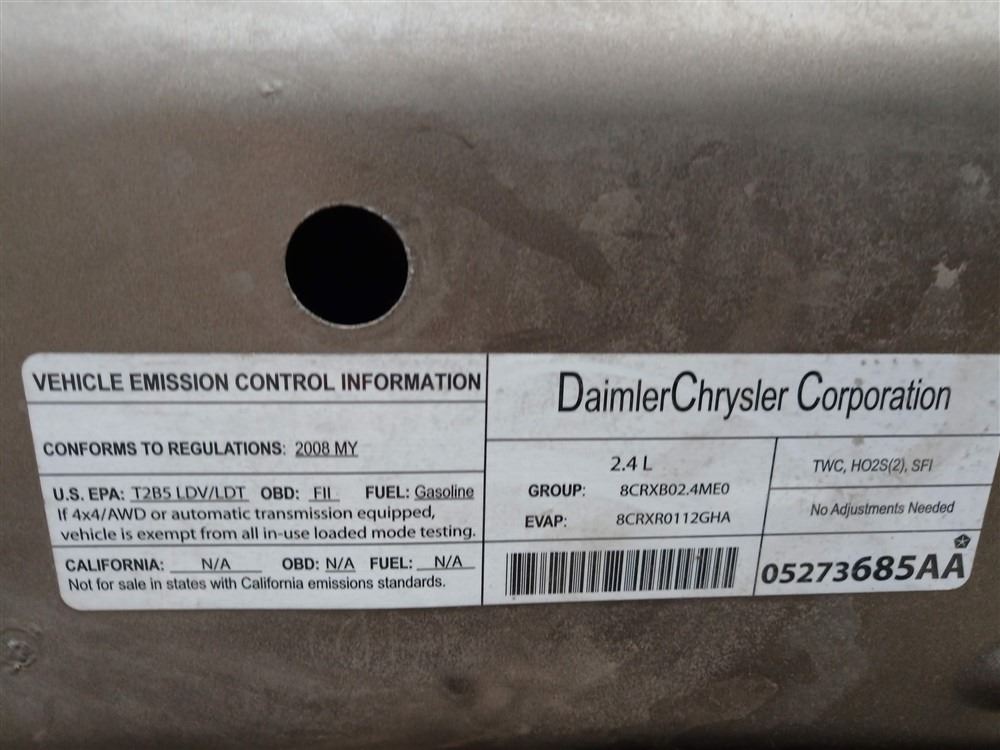 VEHICLE EMISSION CONTROL INFORMATION
CONFORMS TO REGULATIONS: 2008 MY
U.S. EPA: T2B5 LDV/LDT OBD: FII FUEL: Gasoline
If 4x4/AWD or automatic transmission equipped,
vehicle is exempt from all in-use loaded mode testing.
CALIFORNIA: N/A OBD: N/A FUEL: N/A
Not for sale in states with California emissions standards.
DaimlerChrysler Corporation
2.4 L
GROUP: 8CRXB02.4ME0
EVAP: 8CRXR0112GHA
TWC, HO2S(2), SFI
No Adjustments Needed
05273685AA